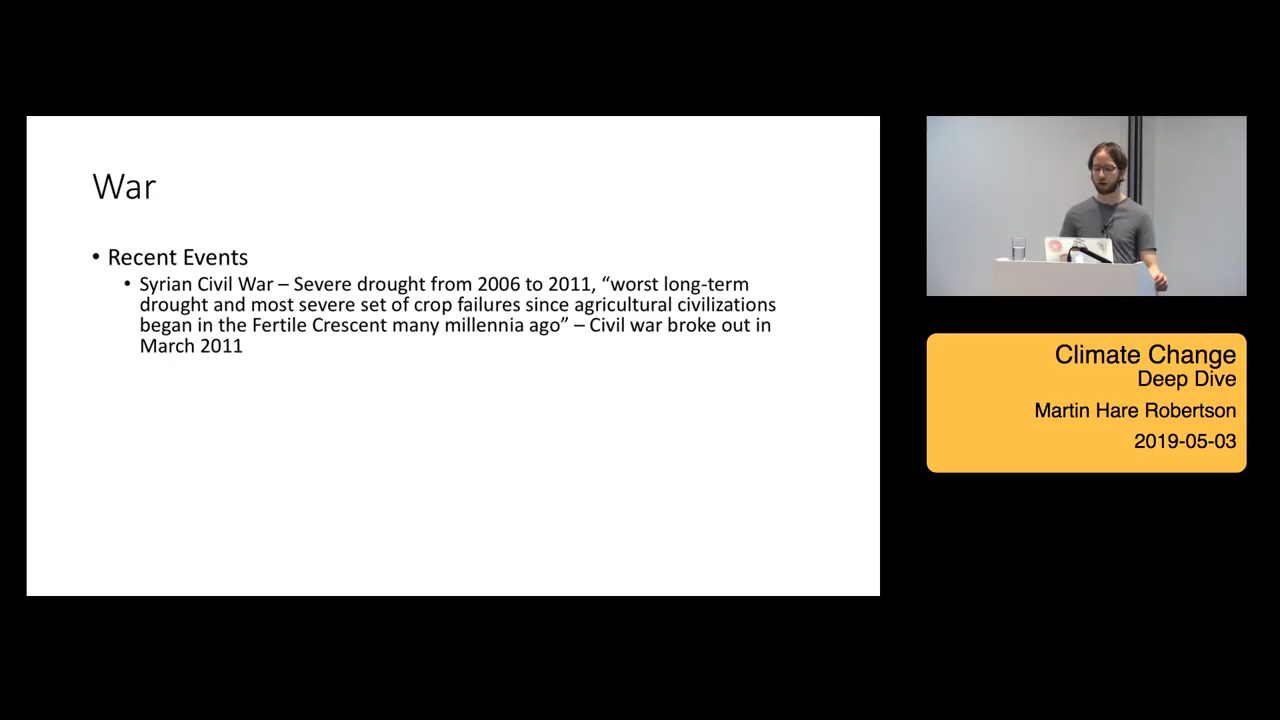 War
• Recent Events
• Syrian Civil War – Severe drought from 2006 to 2011, “worst long-term
drought and most severe set of crop failures since agricultural civilizations
began in the Fertile Crescent many millennia ago” – Civil war broke out in
March 2011
Climate Change
Deep Dive
Martin Hare Robertson
2019-05-03